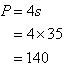 P = 4s
= 4 × 35
= 140